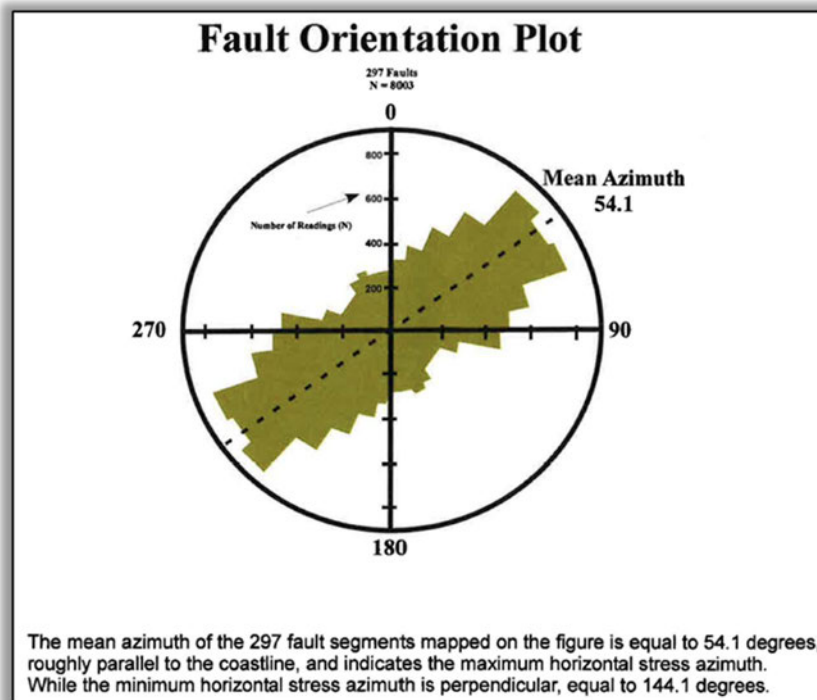 Fault Orientation Plot
297 Faults
N = 8003
0
800
Mean Azimuth
54.1
600
Number of Readings (N)
400
200
270
90
180
The mean azimuth of the 297 fault segments mapped on the figure is equal to 54.1 degrees,
roughly parallel to the coastline, and indicates the maximum horizontal stress azimuth.
While the minimum horizontal stress azimuth is perpendicular, equal to 144.1 degrees.